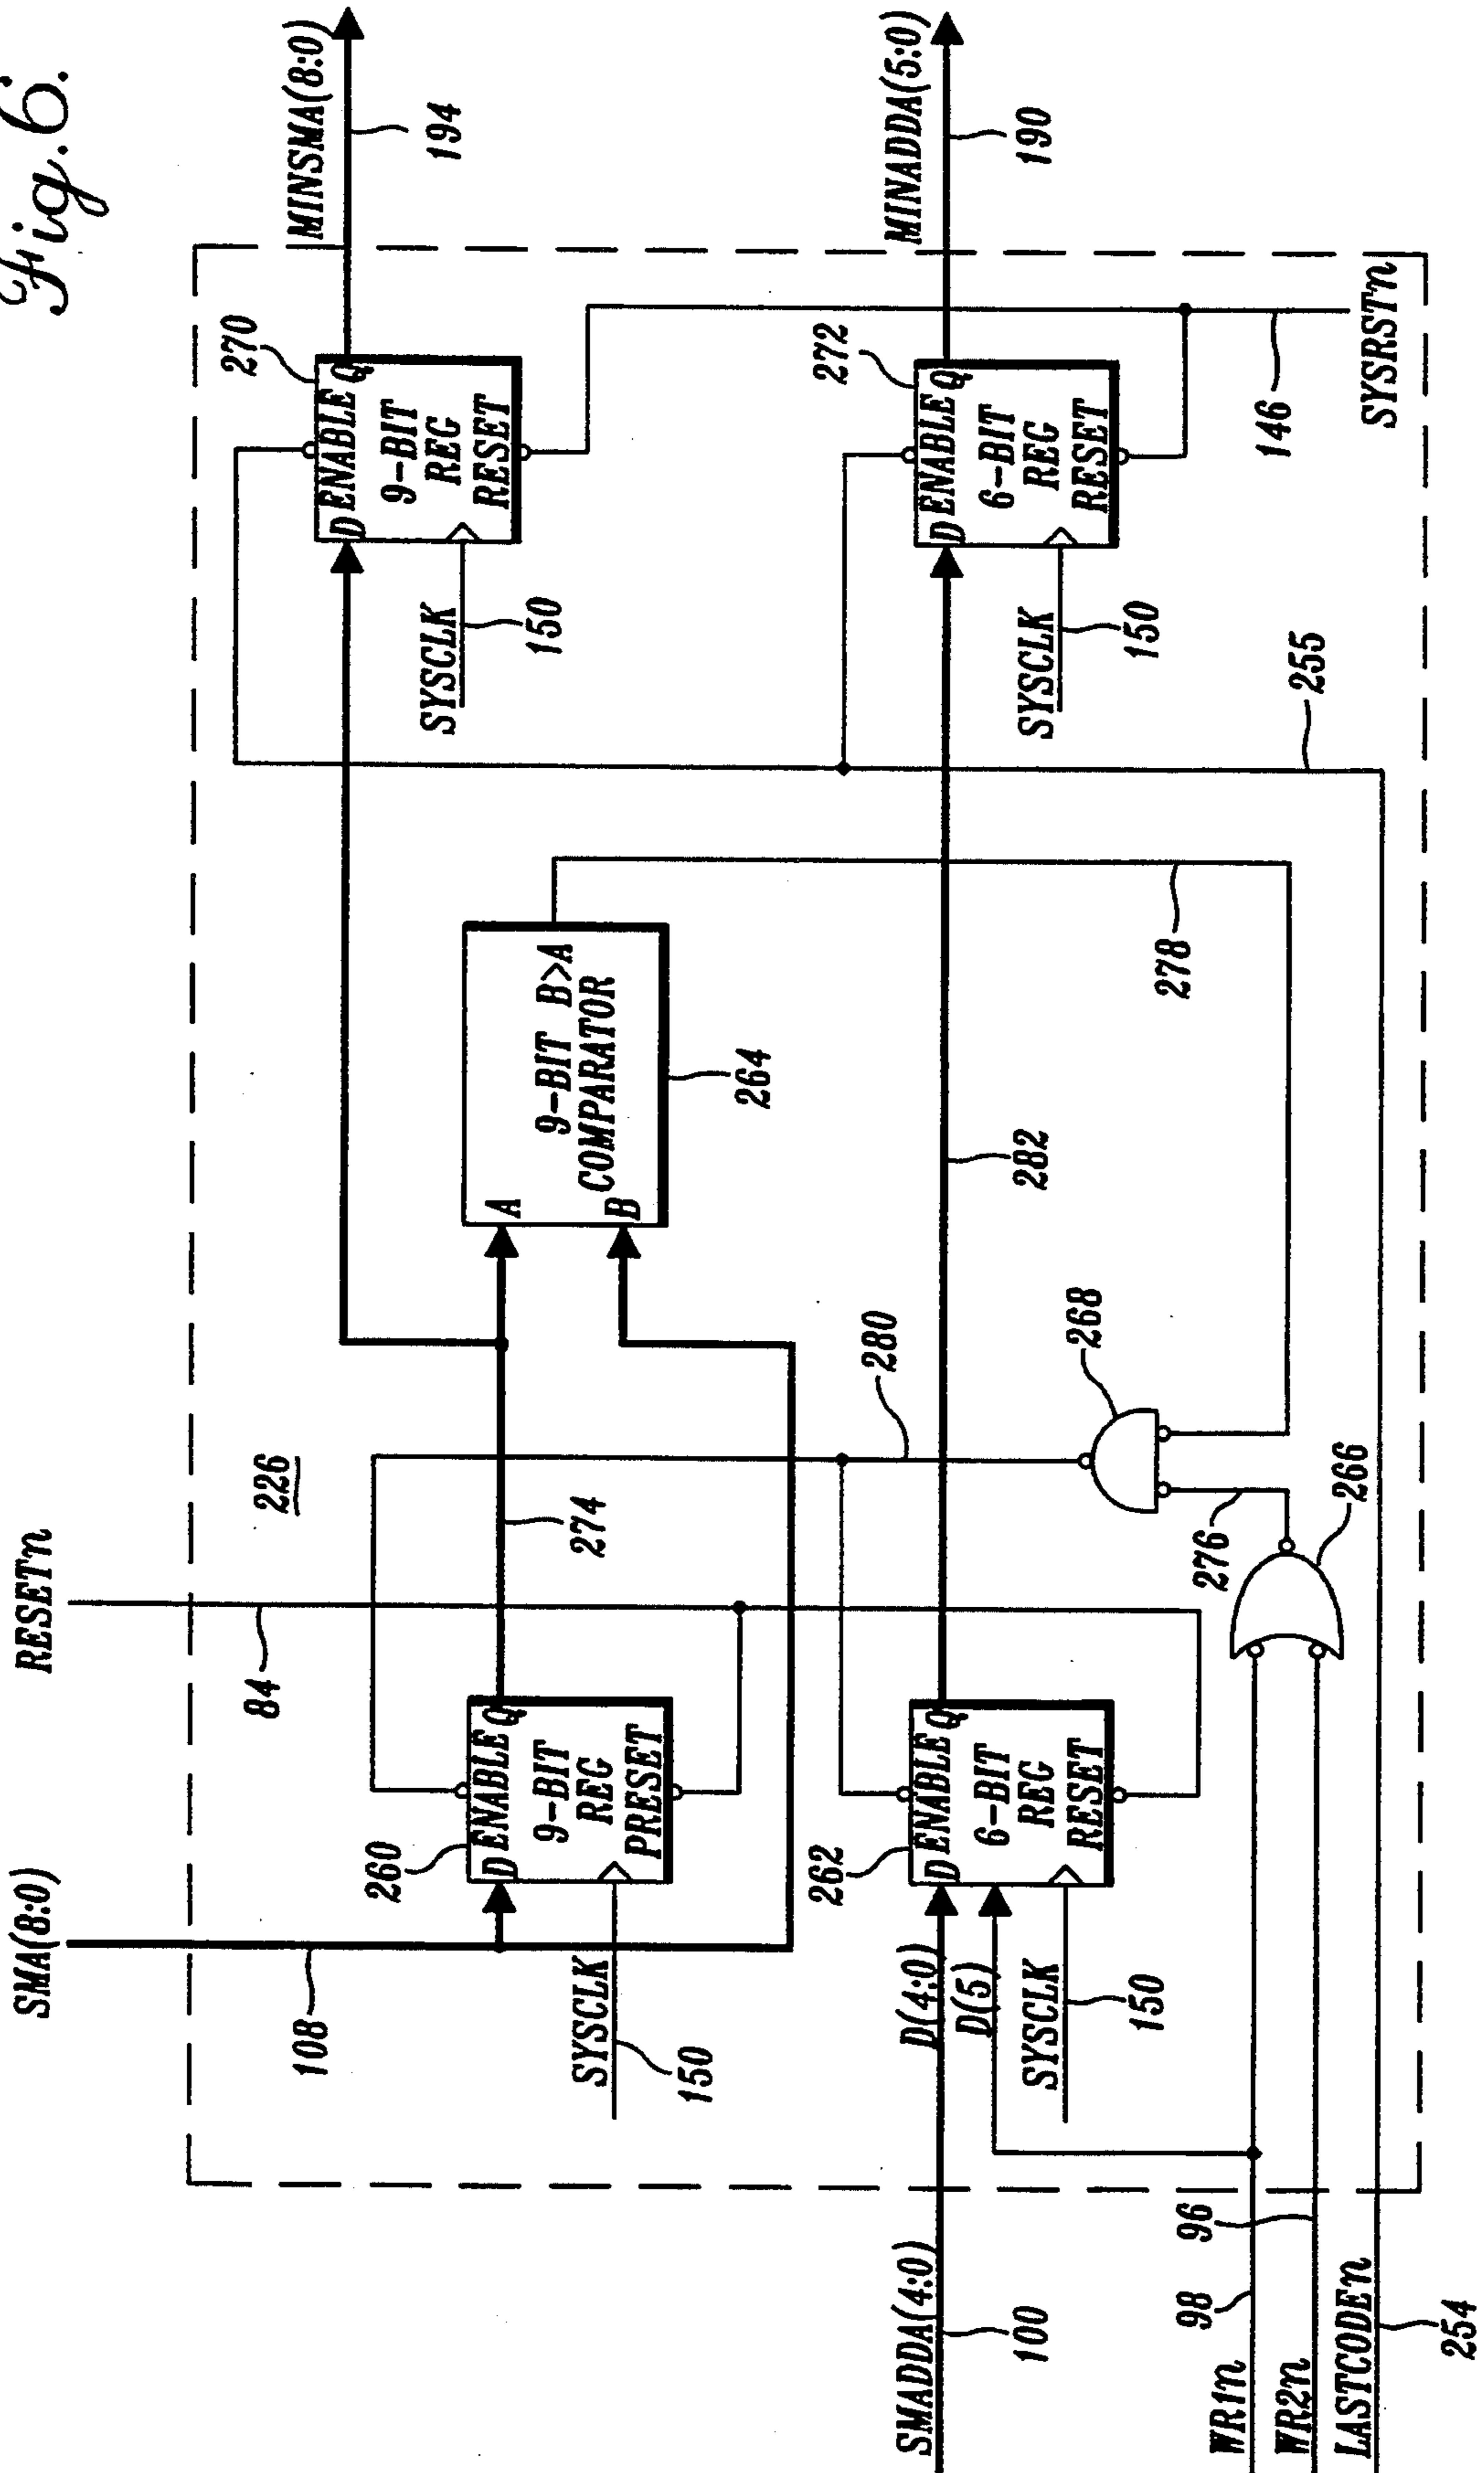 Fig. 6.
SMA(8:0)
108
RESETn
84
226
MINSMA(8:0)
194
260
D ENABLE Q
9-BIT
REG
PRESET
SYSCLK
150
274
A
B
9-BIT B>A
COMPARATOR
264
270
D ENABLE Q
9-BIT
REG
RESET
SYSCLK
150
SMADDA(4:0)
100
D(4:0)
D(5)
262
D ENABLE Q
6-BIT
REG
RESET
SYSCLK
150
280
282
268
276
266
278
272
D ENABLE Q
6-BIT
REG
RESET
SYSCLK
150
MINADDA(5:0)
190
WR1n
98
WR2n
96
LASTCODEn
254
255
146
SYSRSTn